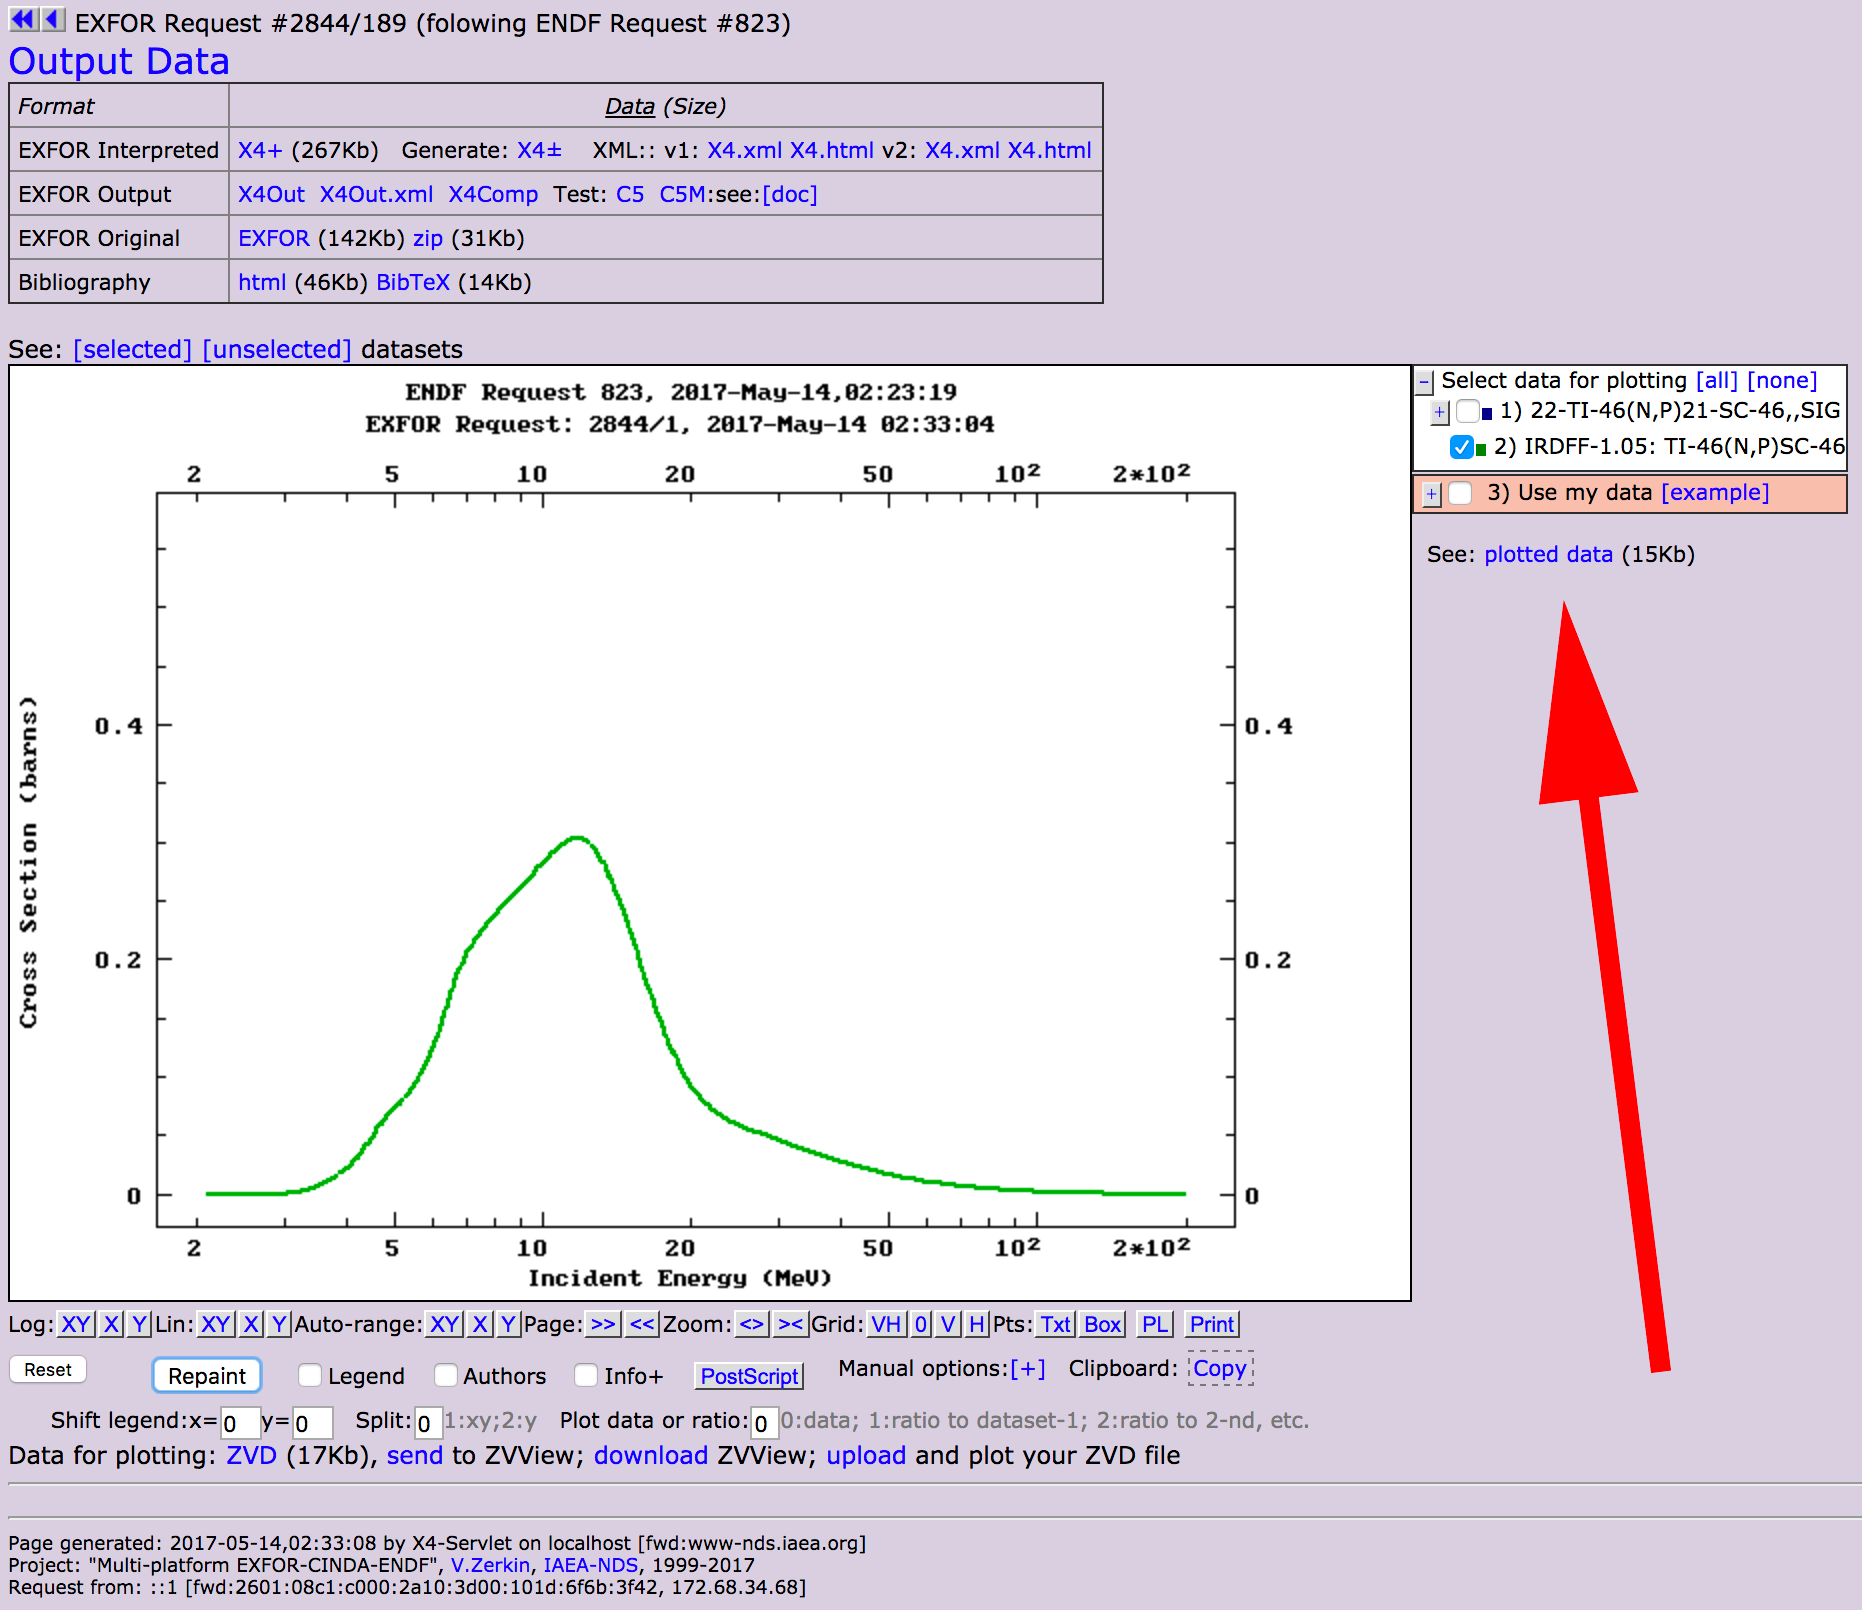 EXFOR Request #2844/189 (folowing ENDF Request #823)
Output Data
Format Data (Size)
EXFOR Interpreted X4+ (267Kb) Generate: X4± XML:: v1: X4.xml X4.html v2: X4.xml X4.html
EXFOR Output X4Out X4Out.xml X4Comp Test: C5 C5M:see:[doc]
EXFOR Original EXFOR (142Kb) zip (31Kb)
Bibliography html (46Kb) BibTeX (14Kb)
See: [selected] [unselected] datasets
ENDF Request 823, 2017-May-14,02:23:19
EXFOR Request: 2844/1, 2017-May-14 02:33:04
2 5 10 20 50 10² 2*10²
0.4 0.4
0.2 0.2
0 0
Cross Section (barns)
2 5 10 20 50 10² 2*10²
Incident Energy (MeV)
− Select data for plotting [all] [none]
+ 1) 22-TI-46(N,P)21-SC-46,,SIG
2) IRDFF-1.05: TI-46(N,P)SC-46
+ 3) Use my data [example]
See: plotted data (15Kb)
Log: XY X Y Lin: XY X Y Auto-range: XY X Y Page: >> << Zoom: <> >< Grid: VH 0 V H Pts: Txt Box PL Print
Reset Repaint Legend Authors Info+ PostScript Manual options:[+] Clipboard: Copy
Shift legend:x= 0 y= 0 Split: 0 1:xy;2:y Plot data or ratio: 0 0:data; 1:ratio to dataset-1; 2:ratio to 2-nd, etc.
Data for plotting: ZVD (17Kb), send to ZVView; download ZVView; upload and plot your ZVD file
Page generated: 2017-05-14,02:33:08 by X4-Servlet on localhost [fwd:www-nds.iaea.org]
Project: "Multi-platform EXFOR-CINDA-ENDF", V.Zerkin, IAEA-NDS, 1999-2017
Request from: ::1 [fwd:2601:08c1:c000:2a10:3d00:101d:6f6b:3f42, 172.68.34.68]